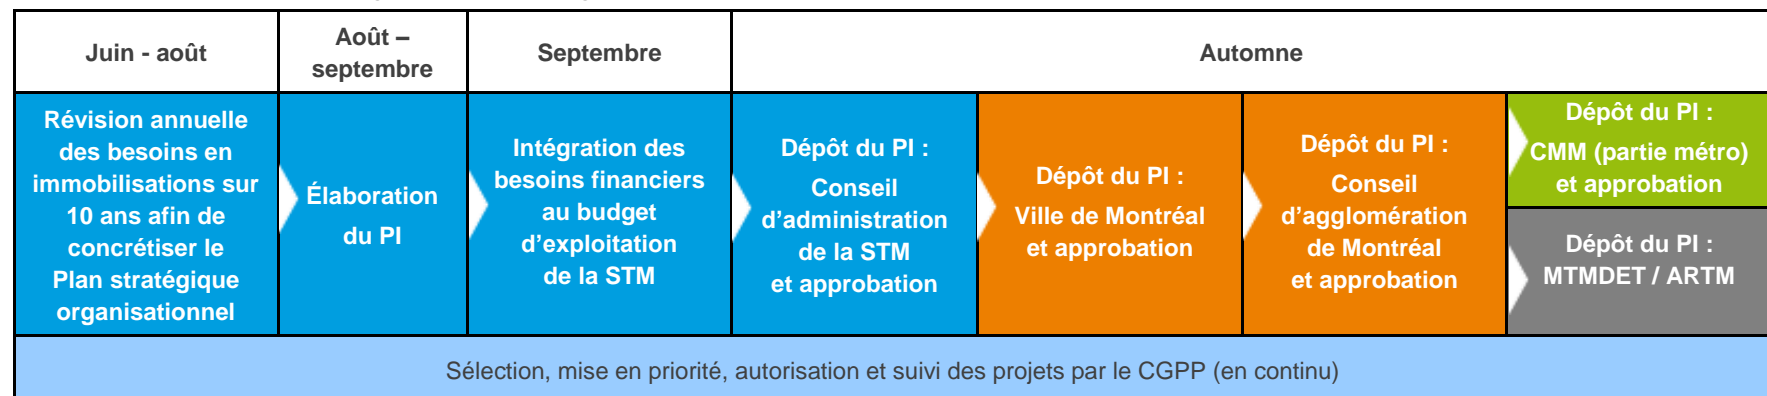 Juin - août
Août –
septembre
Septembre
Automne
Révision annuelle
des besoins en
immobilisations sur
10 ans afin de
concrétiser le
Plan stratégique
organisationnel
Élaboration
du PI
Intégration des
besoins financiers
au budget
d'exploitation
de la STM
Dépôt du PI :
Conseil
d'administration
de la STM
et approbation
Dépôt du PI :
Ville de Montréal
et approbation
Dépôt du PI :
Conseil
d'agglomération
de Montréal
et approbation
Dépôt du PI :
CMM (partie métro)
et approbation
Dépôt du PI :
MTMDET / ARTM
Sélection, mise en priorité, autorisation et suivi des projets par le CGPP (en continu)